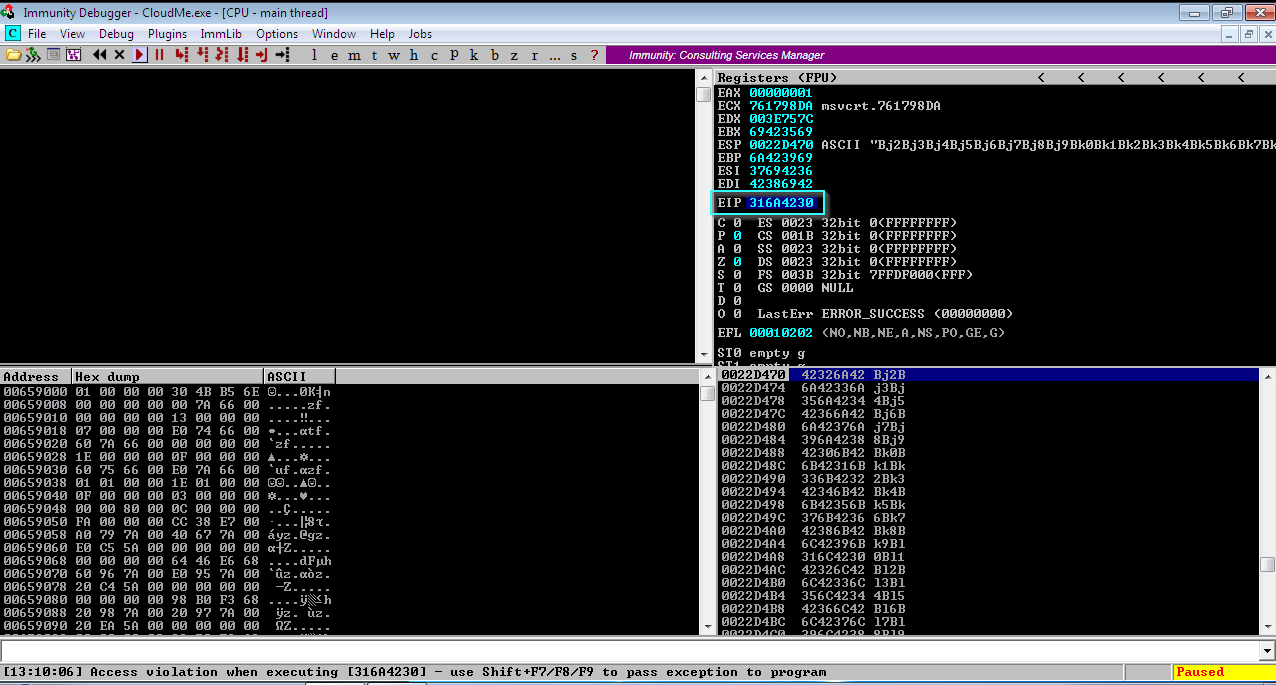 Immunity Debugger - CloudMe.exe - [CPU - main thread]
C File View Debug Plugins ImmLib Options Window Help Jobs
l e m t w h c P k b z r ... s ?
Immunity: Consulting Services Manager
Registers (FPU) < < < < < <
EAX 00000001
ECX 761798DA msvcrt.761798DA
EDX 003E757C
EBX 69423569
ESP 0022D470 ASCII "Bj2Bj3Bj4Bj5Bj6Bj7Bj8Bj9Bk0Bk1Bk2Bk3Bk4Bk5Bk6Bk7Bk
EBP 6A423969
ESI 37694236
EDI 42386942
EIP 316A4230
C 0 ES 0023 32bit 0(FFFFFFFF)
P 0 CS 001B 32bit 0(FFFFFFFF)
A 0 SS 0023 32bit 0(FFFFFFFF)
Z 0 DS 0023 32bit 0(FFFFFFFF)
S 0 FS 003B 32bit 7FFDF000(FFF)
T 0 GS 0000 NULL
D 0
O 0 LastErr ERROR_SUCCESS (00000000)
EFL 00010202 (NO,NB,NE,A,NS,PO,GE,G)
ST0 empty g
Address Hex dump ASCII
00659000 01 00 00 00 30 4B B5 6E
00659008 00 00 00 00 00 7A 66 00 .....zf.
00659010 00 00 00 00 13 00 00 00 ....‼...
00659018 07 00 00 00 E0 74 66 00 •...αtf.
00659020 60 7A 66 00 00 00 00 00 `zf.....
00659028 1E 00 00 00 0F 00 00 00 ▲...☼...
00659030 60 75 66 00 E0 7A 66 00 `uf.αzf.
00659038 01 01 00 00 1E 01 00 00 ☺☺..▲☺..
00659040 0F 00 00 00 03 00 00 00 ☼...♥...
00659048 00 00 80 00 0C 00 00 00
00659050 FA 00 00 00 CC 38 E7 00
00659058 A0 79 7A 00 40 67 7A 00 áyz.@gz.
00659060 E0 C5 5A 00 00 00 00 00 α┼Z.....
00659068 00 00 00 00 64 46 E6 68 ....dFµh
00659070 60 96 7A 00 E0 95 7A 00 `ûz.αòz.
00659078 20 C4 5A 00 00 00 00 00 ─Z.....
00659080 00 00 00 00 98 B0 F3 68 ....ÿ░≤h
00659088 20 98 7A 00 20 97 7A 00 ÿz. ùz.
00659090 20 EA 5A 00 00 00 00 00 ΩZ.....
0022D470 42326A42 Bj2B
0022D474 6A42336A j3Bj
0022D478 356A4234 4Bj5
0022D47C 42366A42 Bj6B
0022D480 6A42376A j7Bj
0022D484 396A4238 8Bj9
0022D488 42306B42 Bk0B
0022D48C 6B42316B k1Bk
0022D490 336B4232 2Bk3
0022D494 42346B42 Bk4B
0022D498 6B42356B k5Bk
0022D49C 376B4236 6Bk7
0022D4A0 42386B42 Bk8B
0022D4A4 6C42396B k9Bl
0022D4A8 316C4230 0Bl1
0022D4AC 42326C42 Bl2B
0022D4B0 6C42336C l3Bl
0022D4B4 356C4234 4Bl5
0022D4B8 42366C42 Bl6B
0022D4BC 6C42376C l7Bl
0022D4C0 396C4238 8Bl9
[13:10:06] Access violation when executing [316A4230] - use Shift+F7/F8/F9 to pass exception to program
Paused